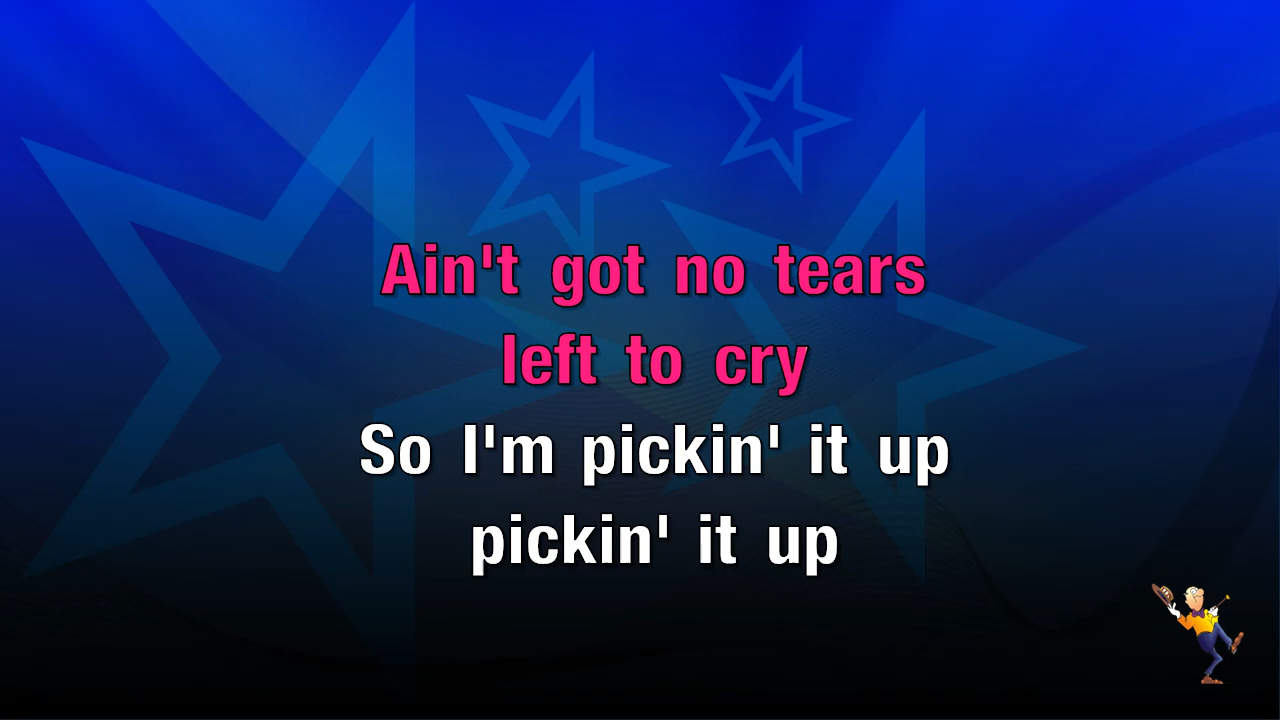 Ain't got no tears
left to cry
So I'm pickin' it up
pickin' it up